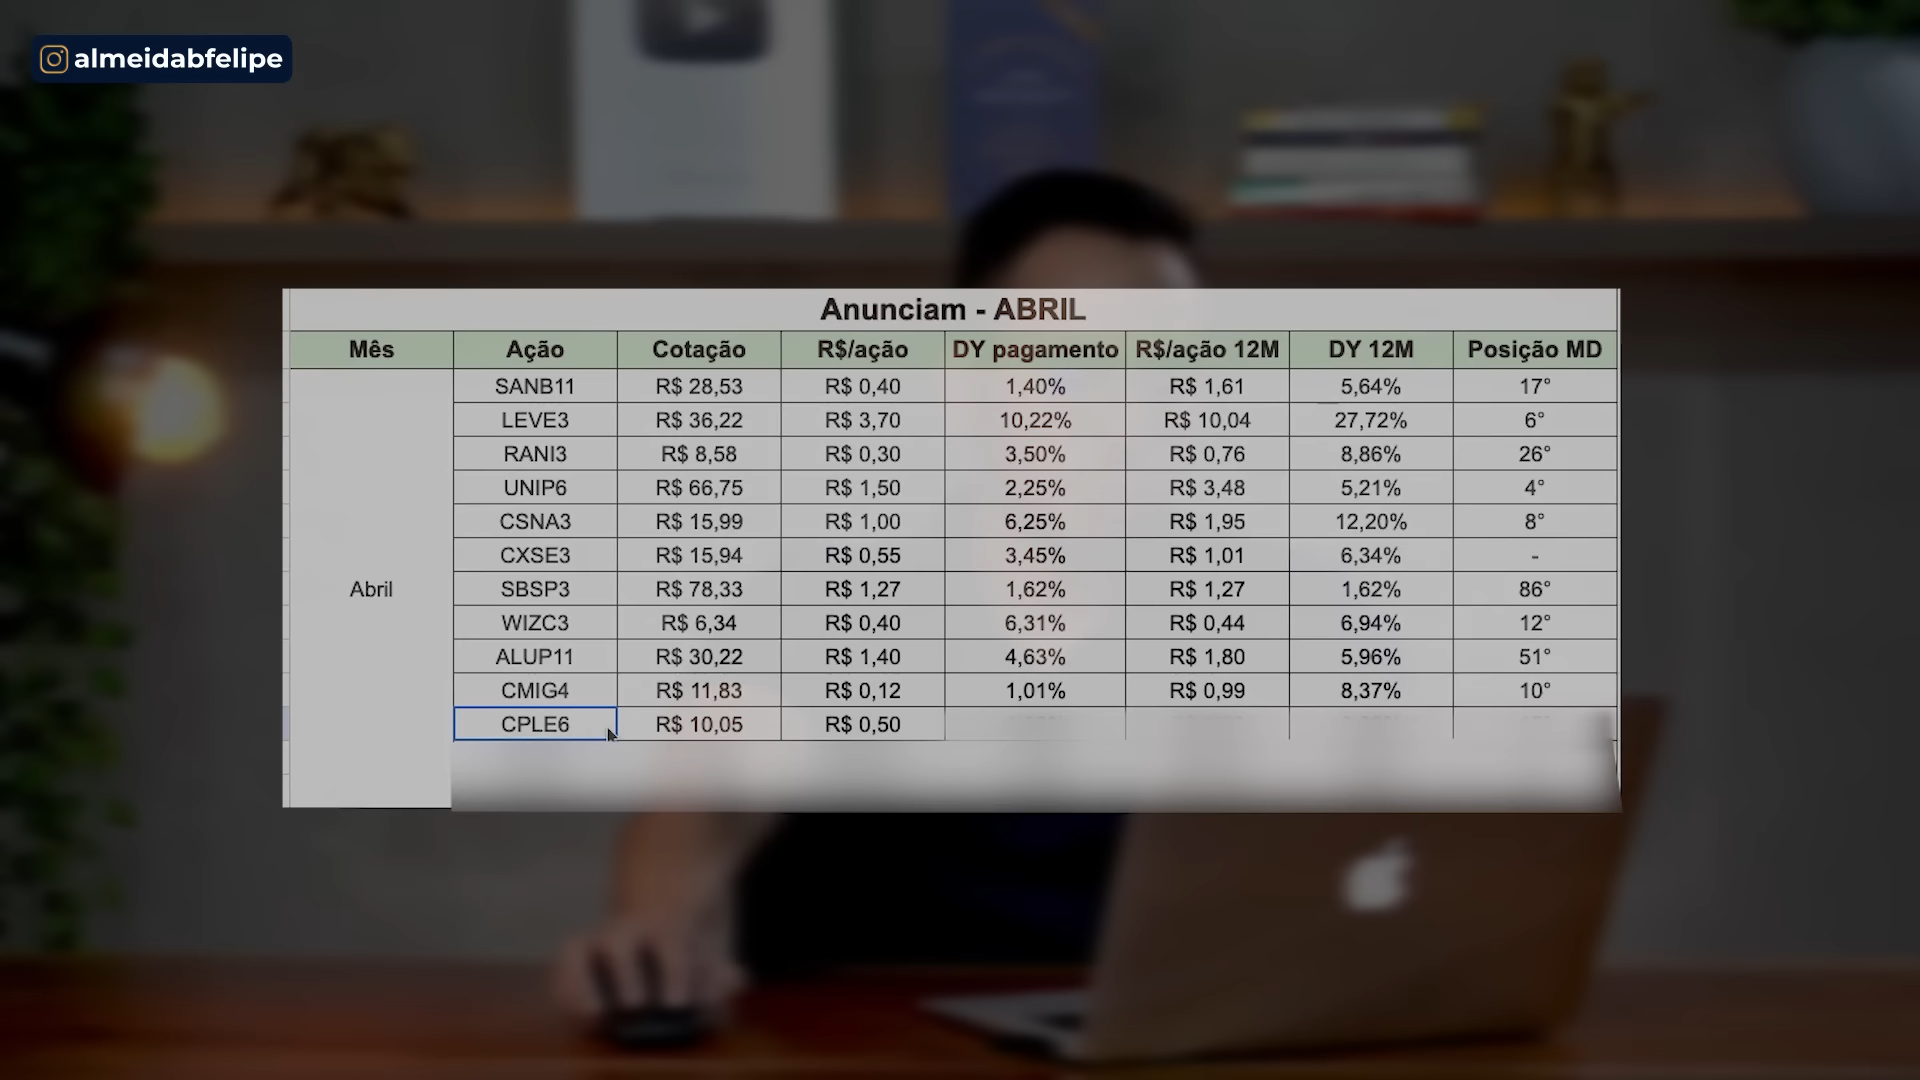 almeidabfelipe
Anunciam - ABRIL
Mês Ação Cotação R$/ação DY pagamento R$/ação 12M DY 12M Posição MD
SANB11 R$ 28,53 R$ 0,40 1,40% R$ 1,61 5,64% 17°
LEVE3 R$ 36,22 R$ 3,70 10,22% R$ 10,04 27,72% 6°
RANI3 R$ 8,58 R$ 0,30 3,50% R$ 0,76 8,86% 26°
UNIP6 R$ 66,75 R$ 1,50 2,25% R$ 3,48 5,21% 4°
CSNA3 R$ 15,99 R$ 1,00 6,25% R$ 1,95 12,20% 8°
CXSE3 R$ 15,94 R$ 0,55 3,45% R$ 1,01 6,34% -
Abril SBSP3 R$ 78,33 R$ 1,27 1,62% R$ 1,27 1,62% 86°
WIZC3 R$ 6,34 R$ 0,40 6,31% R$ 0,44 6,94% 12°
ALUP11 R$ 30,22 R$ 1,40 4,63% R$ 1,80 5,96% 51°
CMIG4 R$ 11,83 R$ 0,12 1,01% R$ 0,99 8,37% 10°
CPLE6 R$ 10,05 R$ 0,50